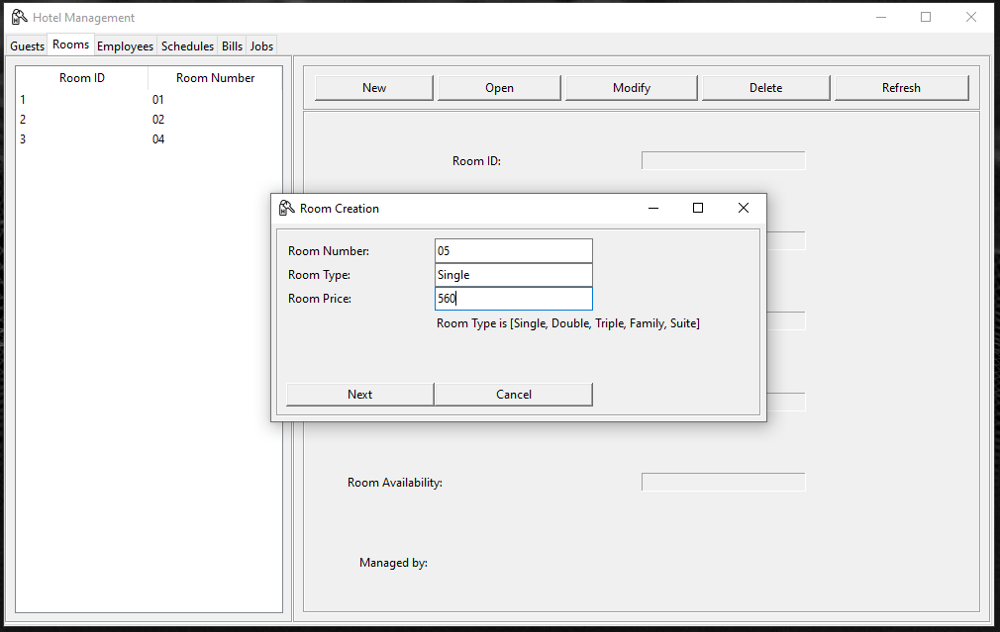 Hotel Management
Guests Rooms Employees Schedules Bills Jobs
Room ID Room Number
1 01
2 02
3 04
New Open Modify Delete Refresh
Room ID:
Room Creation
Room Number: 05
Room Type: Single
Room Price: 560
Room Type is [Single, Double, Triple, Family, Suite]
Next Cancel
Room Availability:
Managed by: